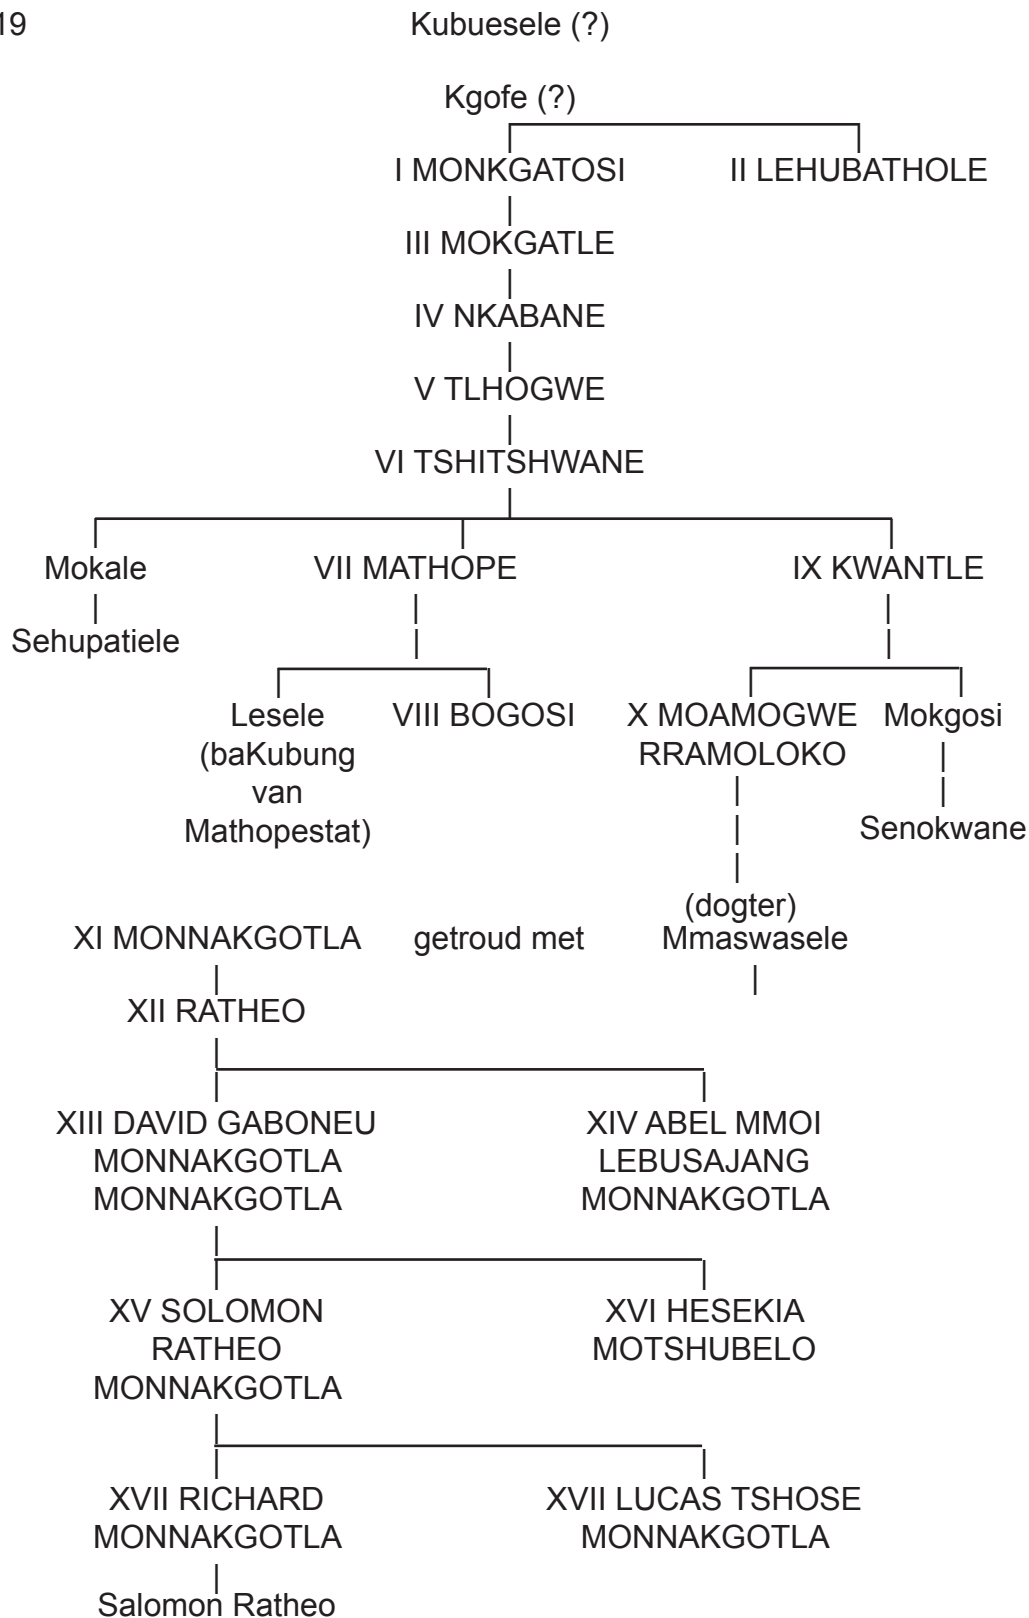 19
Kubuesele (?)
Kgofe (?)
I MONKGATOSI
II LEHUBATHOLE
III MOKGATLE
IV NKABANE
V TLHOGWE
VI TSHITSHWANE
Mokale
VII MATHOPE
IX KWANTLE
Sehupatiele
Lesele
(baKubung
van
Mathopestat)
VIII BOGOSI
X MOAMOGWE
RRAMOLOKO
Mokgosi
Senokwane
(dogter)
XI MONNAKGOTLA getroud met Mmaswasele
XII RATHEO
XIII DAVID GABONEU
MONNAKGOTLA
MONNAKGOTLA
XIV ABEL MMOI
LEBUSAJANG
MONNAKGOTLA
XV SOLOMON
RATHEO
MONNAKGOTLA
XVI HESEKIA
MOTSHUBELO
XVII RICHARD
MONNAKGOTLA
XVII LUCAS TSHOSE
MONNAKGOTLA
Salomon Ratheo